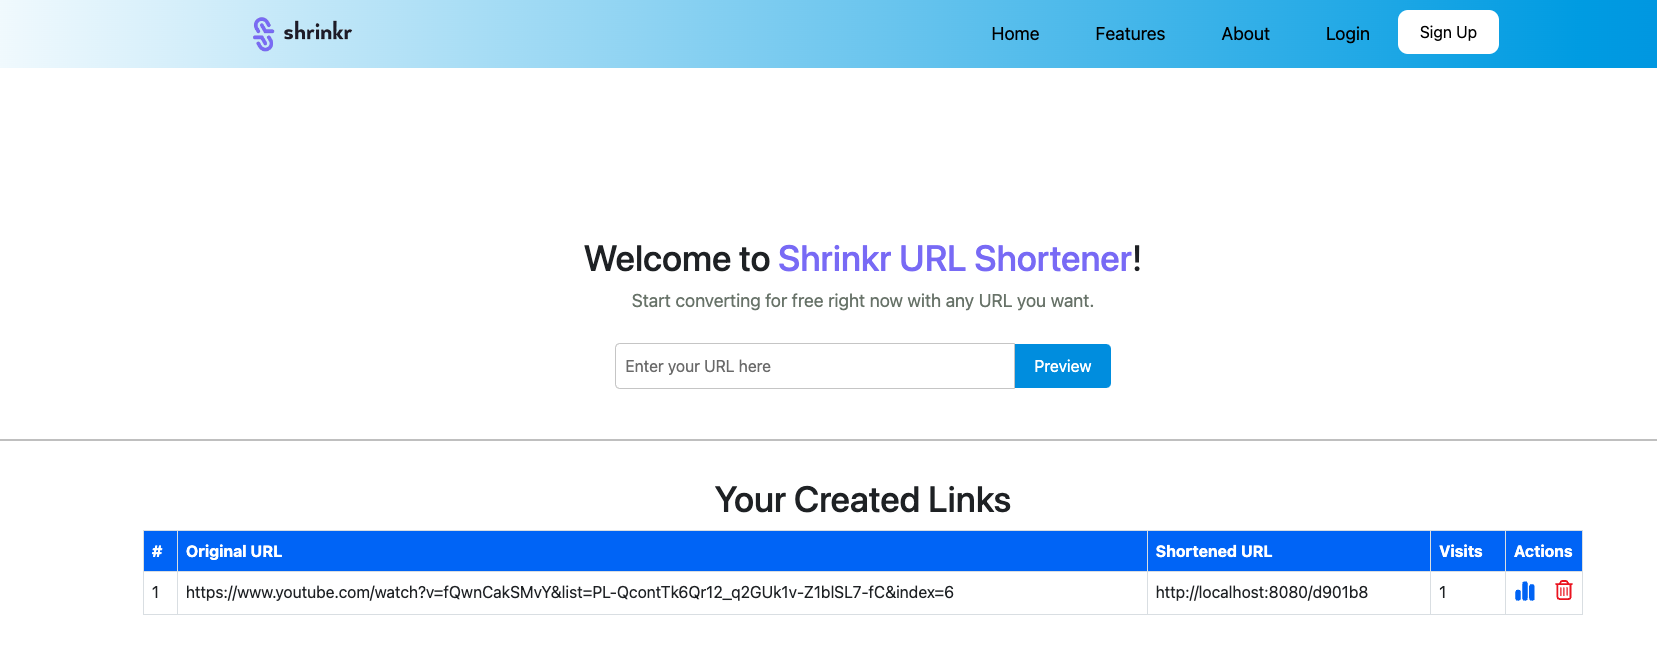 shrinkr Home Features About Login Sign Up
Welcome to Shrinkr URL Shortener!
Start converting for free right now with any URL you want.
Enter your URL here Preview
Your Created Links
# Original URL Shortened URL Visits Actions
1 https://www.youtube.com/watch?v=fQwnCakSMvY&list=PL-QcontTk6Qr12_q2GUk1v-Z1blSL7-fC&index=6 http://localhost:8080/d901b8 1